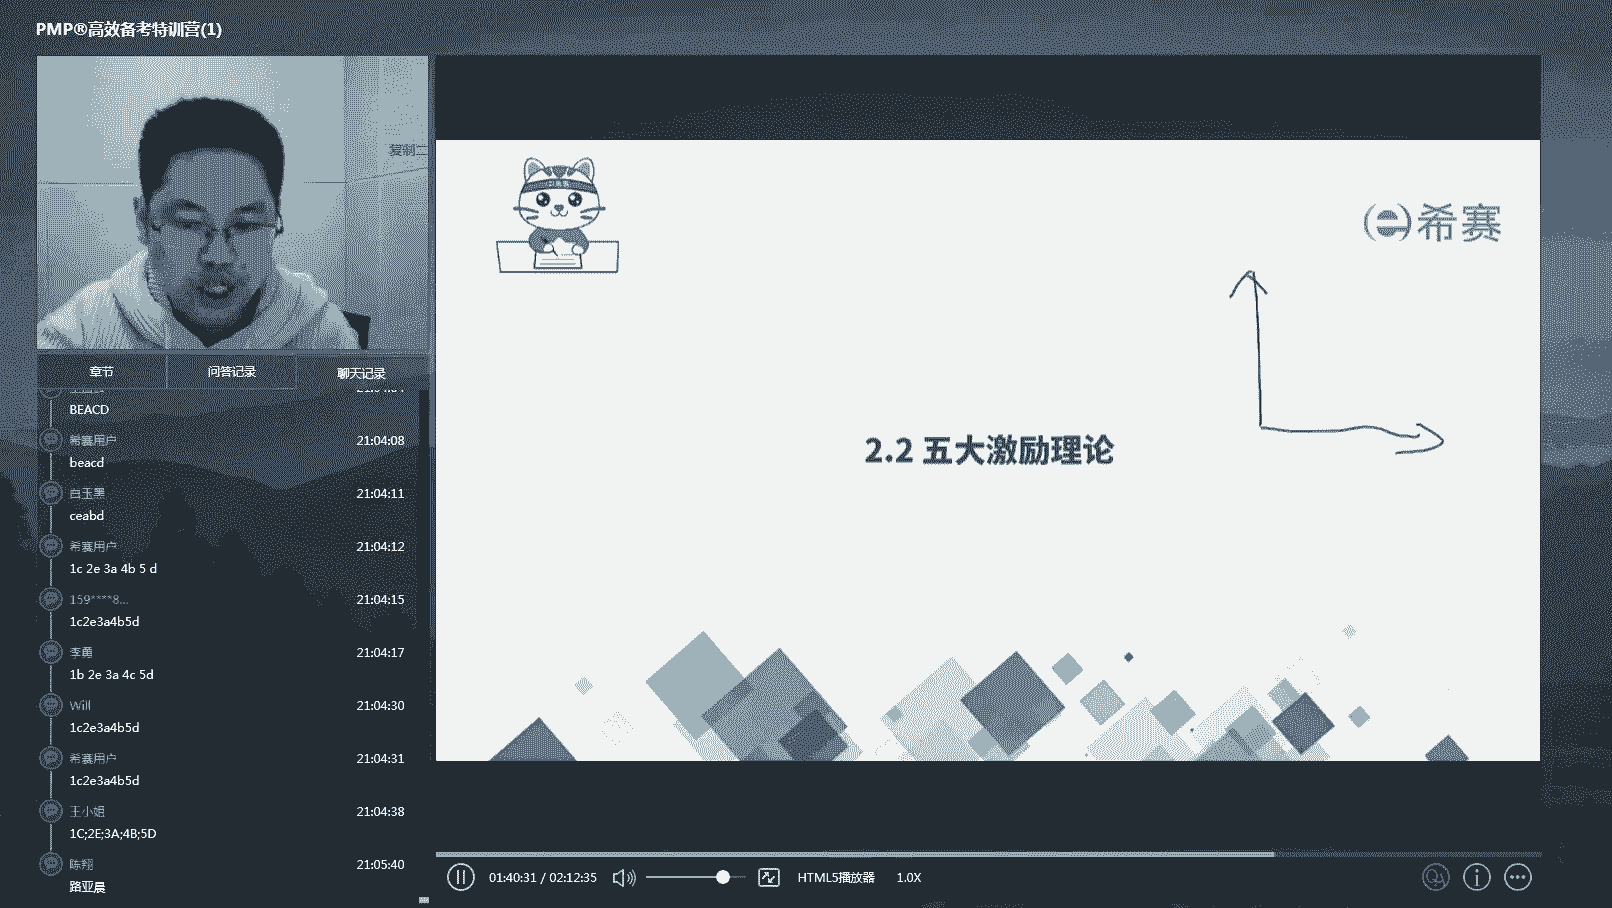 PMP®高效备考特训营(1)
复制二
(e)希赛
2.2 五大激励理论
章节
问答记录
聊天记录
BEACD
希赛用户
21:04:08
beacd
白玉黑
21:04:11
ceabd
希赛用户
21:04:12
1c 2e 3a 4b 5 d
159****8...
21:04:15
1c2e3a4b5d
李勇
21:04:17
1b 2e 3a 4c 5d
Will
21:04:30
1c2e3a4b5d
希赛用户
21:04:31
1c2e3a4b5d
王小姐
21:04:38
1C;2E;3A;4B;5D
陈翔
21:05:40
路亚晨
01:40:31 / 02:12:35
HTML5播放器
1.0X